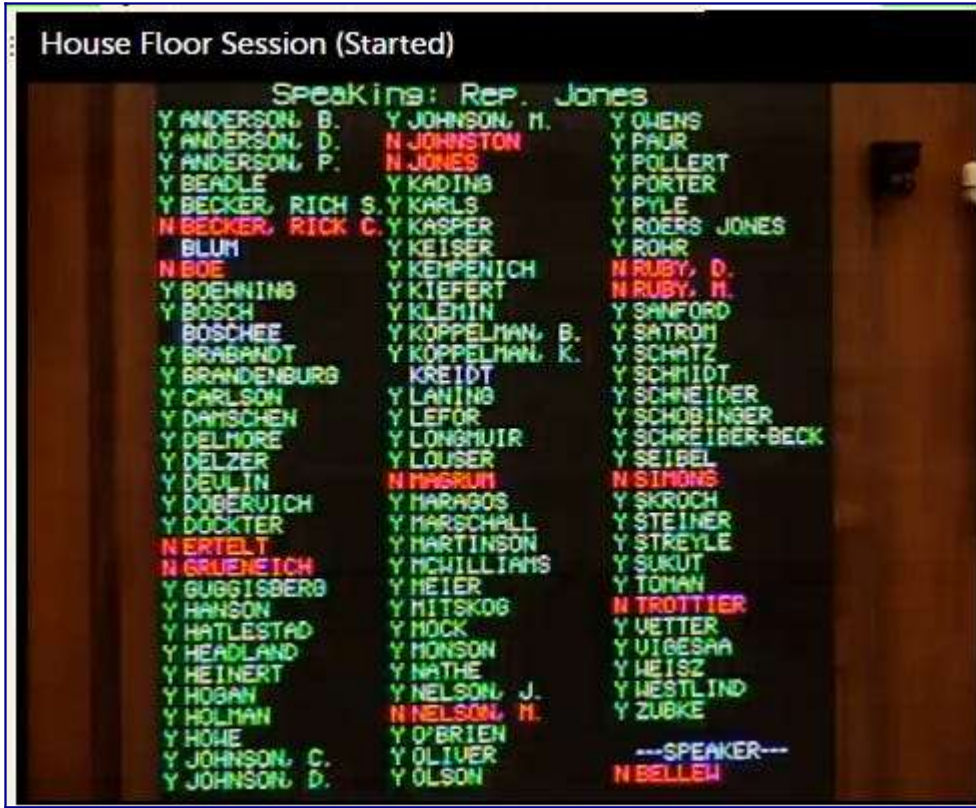 House Floor Session (Started)
Speaking: Rep. Jones
Y ANDERSON, B.
Y ANDERSON, D.
Y ANDERSON, P.
Y BEADLE
Y BECKER, RICH S.
N BECKER, RICK C.
BLUM
N BOE
Y BOEHNING
Y BOSCH
BOSCHEE
Y BRABANDT
Y BRANDENBURG
Y CARLSON
Y DAMSCHEN
Y DELMORE
Y DELZER
Y DEVLIN
Y DOBERVICH
Y DOCKTER
N ERTELT
N GRUENEICH
Y GUGGISBERG
Y HANSON
Y HATLESTAD
Y HEADLAND
Y HEINERT
Y HOGAN
Y HOLMAN
Y HOWE
Y JOHNSON, C.
Y JOHNSON, D.
Y JOHNSON, M.
N JOHNSTON
N JONES
Y KADING
Y KARLS
Y KASPER
Y KEISER
Y KEMPENICH
Y KIEFERT
Y KLEMIN
Y KOPPELMAN, B.
Y KOPPELMAN, K.
KREIDT
Y LANING
Y LEFOR
Y LONGMUIR
Y LOUSER
N MAGRUM
Y MARAGOS
Y MARSCHALL
Y MARTINSON
Y MCWILLIAMS
Y MEIER
Y MITSKOG
Y MOCK
Y MONSON
Y NATHE
Y NELSON, J.
N NELSON, M.
Y O'BRIEN
Y OLIVER
Y OLSON
Y OWENS
Y PAUR
Y POLLERT
Y PORTER
Y PYLE
Y ROERS JONES
Y ROHR
N RUBY, D.
N RUBY, M.
Y SANFORD
Y SATROM
Y SCHATZ
Y SCHMIDT
Y SCHNEIDER
Y SCHOBINGER
Y SCHREIBER-BECK
Y SEIBEL
N SIMONS
Y SKROCH
Y STEINER
Y STREYLE
Y SUKUT
Y TOMAN
N TROTTIER
Y VETTER
Y VIGESAA
Y WEISZ
Y WESTLIND
Y ZUBKE
---SPEAKER---
N BELLEW